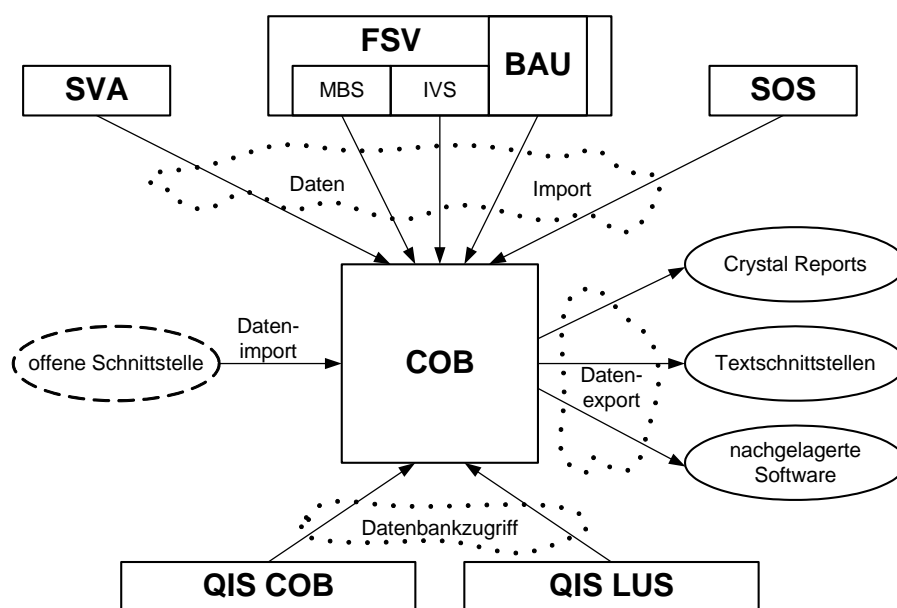 FSV
BAU
SVA
MBS
IVS
SOS
Daten
Import
Crystal Reports
Daten-
import
offene Schnittstelle
COB
Textschnittstellen
Daten-
export
nachgelagerte
Software
Datenbankzugriff
QIS COB
QIS LUS